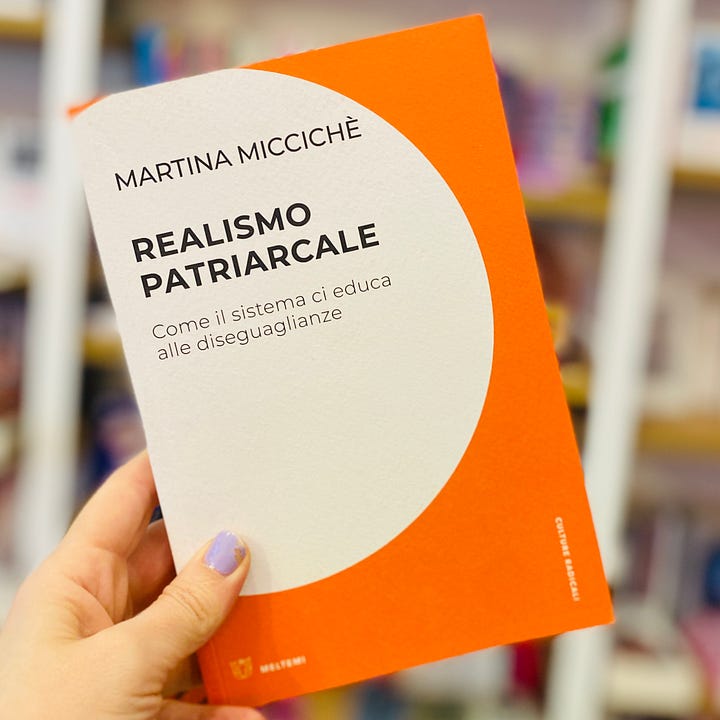 MARTINA MICCICHÈ
REALISMO
PATRIARCALE
Come il sistema ci educa
alle diseguaglianze
CULTURE RADICALI
MELTEMI